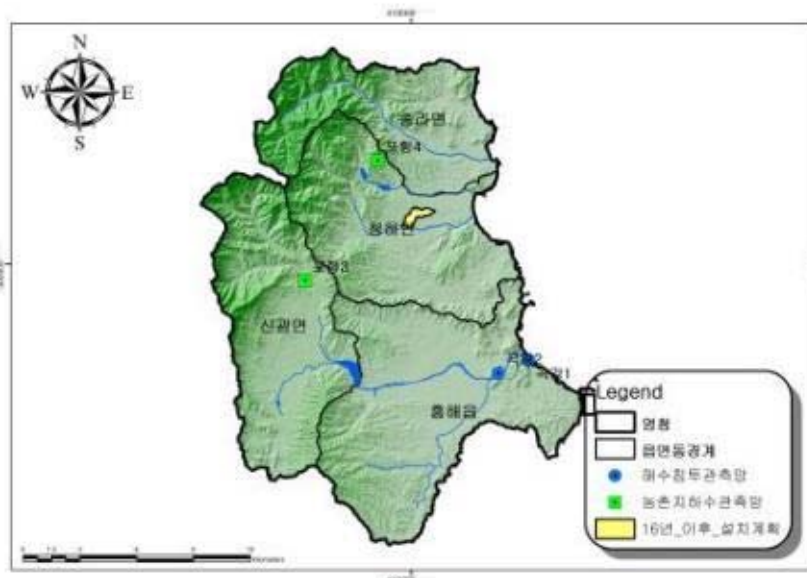 N
W
E
S
송라면
포항4
청하면
포항3
신광면
포항2
포항1
흥해읍
Legend
읍면동경계
해수침투관측망
농촌지하수관측망
16년_이후_설치계획